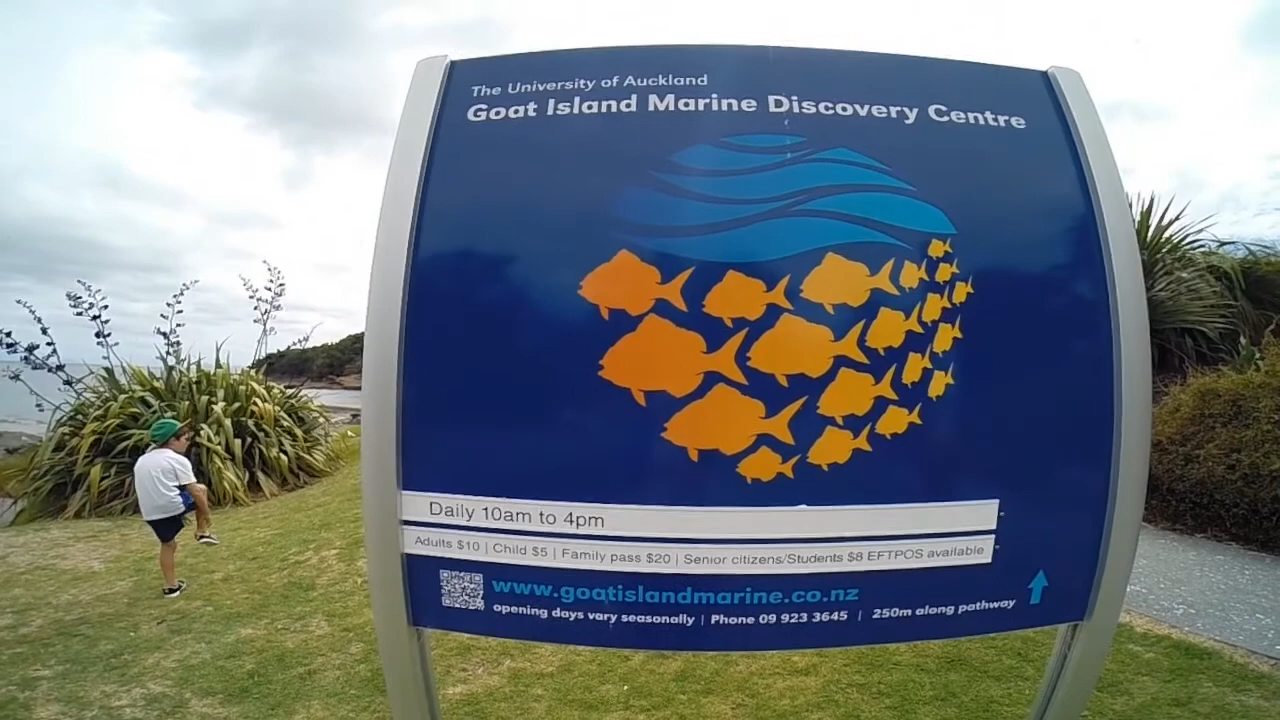 The University of Auckland
Goat Island Marine Discovery Centre
Daily 10am to 4pm
Adults $10 | Child $5 | Family pass $20 | Senior citizens/Students $8 EFTPOS available
www.goatislandmarine.co.nz
opening days vary seasonally | Phone 09 923 3645 | 250m along pathway